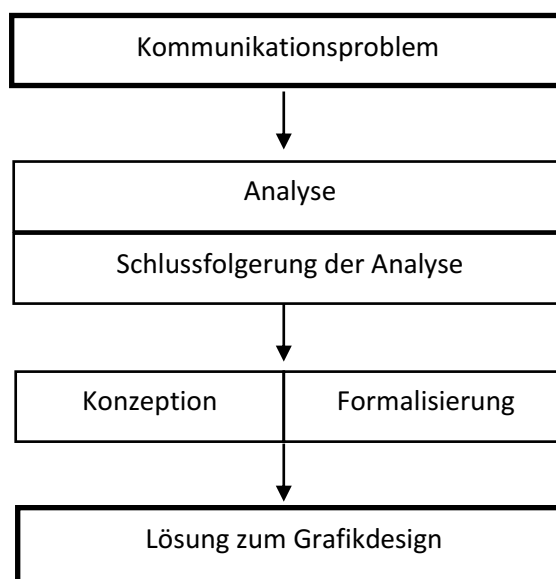 Kommunikationsproblem
Analyse
Schlussfolgerung der Analyse
Konzeption
Formalisierung
Lösung zum Grafikdesign